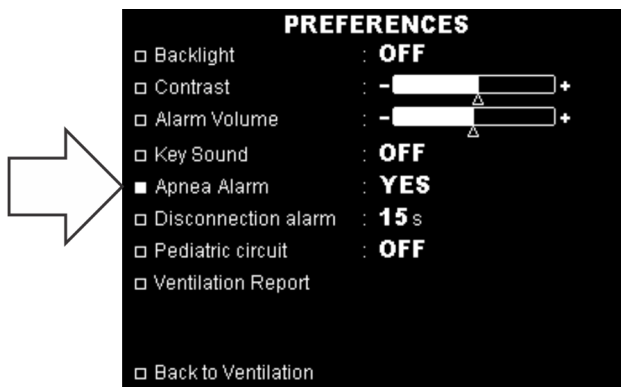 PREFERENCES
Backlight : OFF
Contrast : - +
Alarm Volume : - +
Key Sound : OFF
Apnea Alarm : YES
Disconnection alarm : 15 s
Pediatric circuit : OFF
Ventilation Report
Back to Ventilation